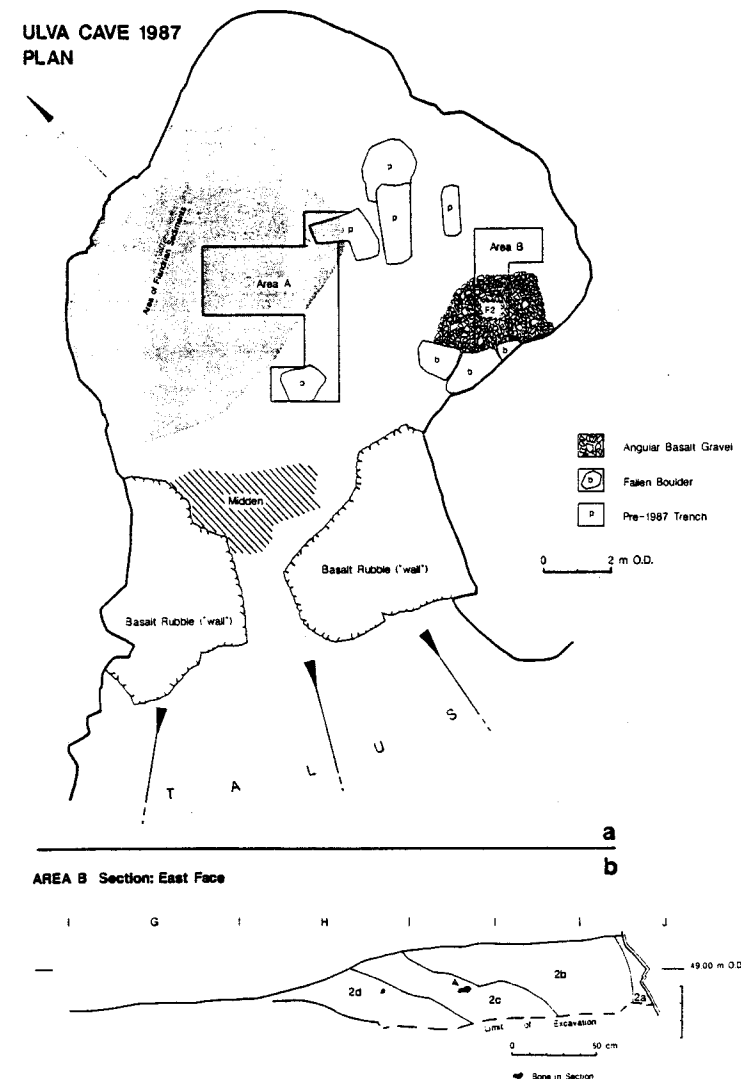 ULVA CAVE 1987
PLAN
p
p
p
p
Area of Flandrian Sediments
Area A
Area B
F2
b
b
b
b
Midden
Basalt Rubble ("wall")
Basalt Rubble ("wall")
Angular Basalt Gravel
b Fallen Boulder
p Pre-1987 Trench
0 2 m O.D.
T A L U S
a
b
AREA B Section: East Face
I G I H I I I J
49.00 m O.D
2b
2d
2c
2a
Limit of Excavation
0 50 cm
Bone in Section